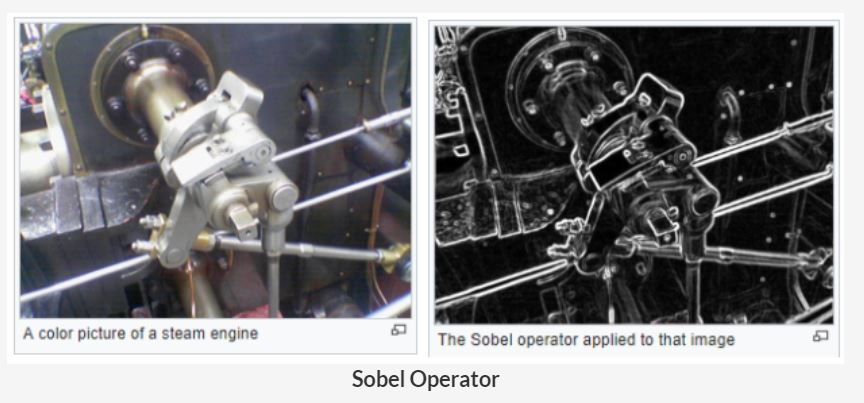 A color picture of a steam engine
The Sobel operator applied to that image
Sobel Operator